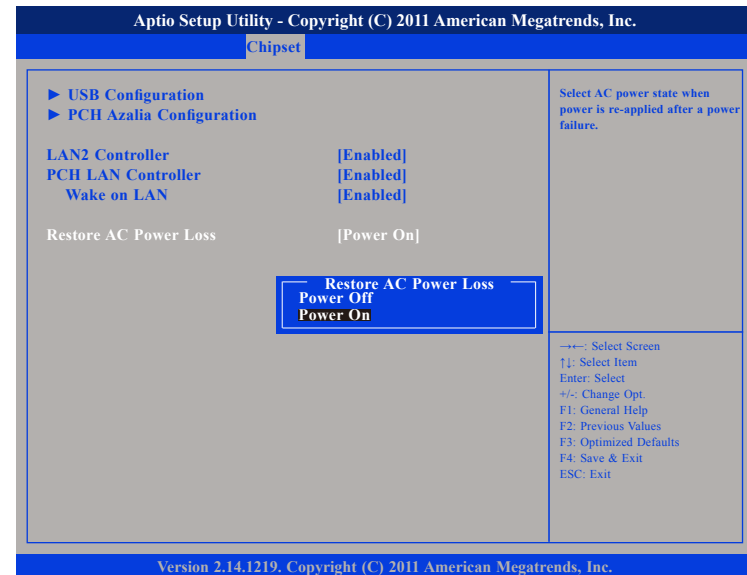 Aptio Setup Utility - Copyright (C) 2011 American Megatrends, Inc.
Chipset
► USB Configuration
► PCH Azalia Configuration
LAN2 Controller [Enabled]
PCH LAN Controller [Enabled]
Wake on LAN [Enabled]
Restore AC Power Loss [Power On]
Restore AC Power Loss
Power Off
Power On
Select AC power state when
power is re-applied after a power
failure.
→←: Select Screen
↑↓: Select Item
Enter: Select
+/-: Change Opt.
F1: General Help
F2: Previous Values
F3: Optimized Defaults
F4: Save & Exit
ESC: Exit
Version 2.14.1219. Copyright (C) 2011 American Megatrends, Inc.